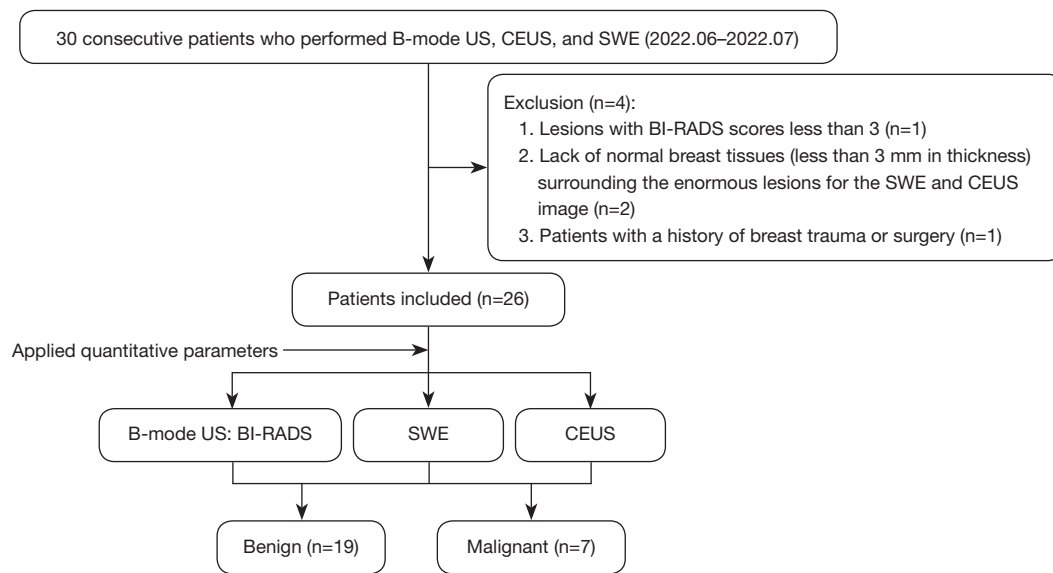 30 consecutive patients who performed B-mode US, CEUS, and SWE (2022.06–2022.07)
Exclusion (n=4):
1. Lesions with BI-RADS scores less than 3 (n=1)
2. Lack of normal breast tissues (less than 3 mm in thickness)
surrounding the enormous lesions for the SWE and CEUS
image (n=2)
3. Patients with a history of breast trauma or surgery (n=1)
Patients included (n=26)
Applied quantitative parameters
B-mode US: BI-RADS
SWE
CEUS
Benign (n=19)
Malignant (n=7)